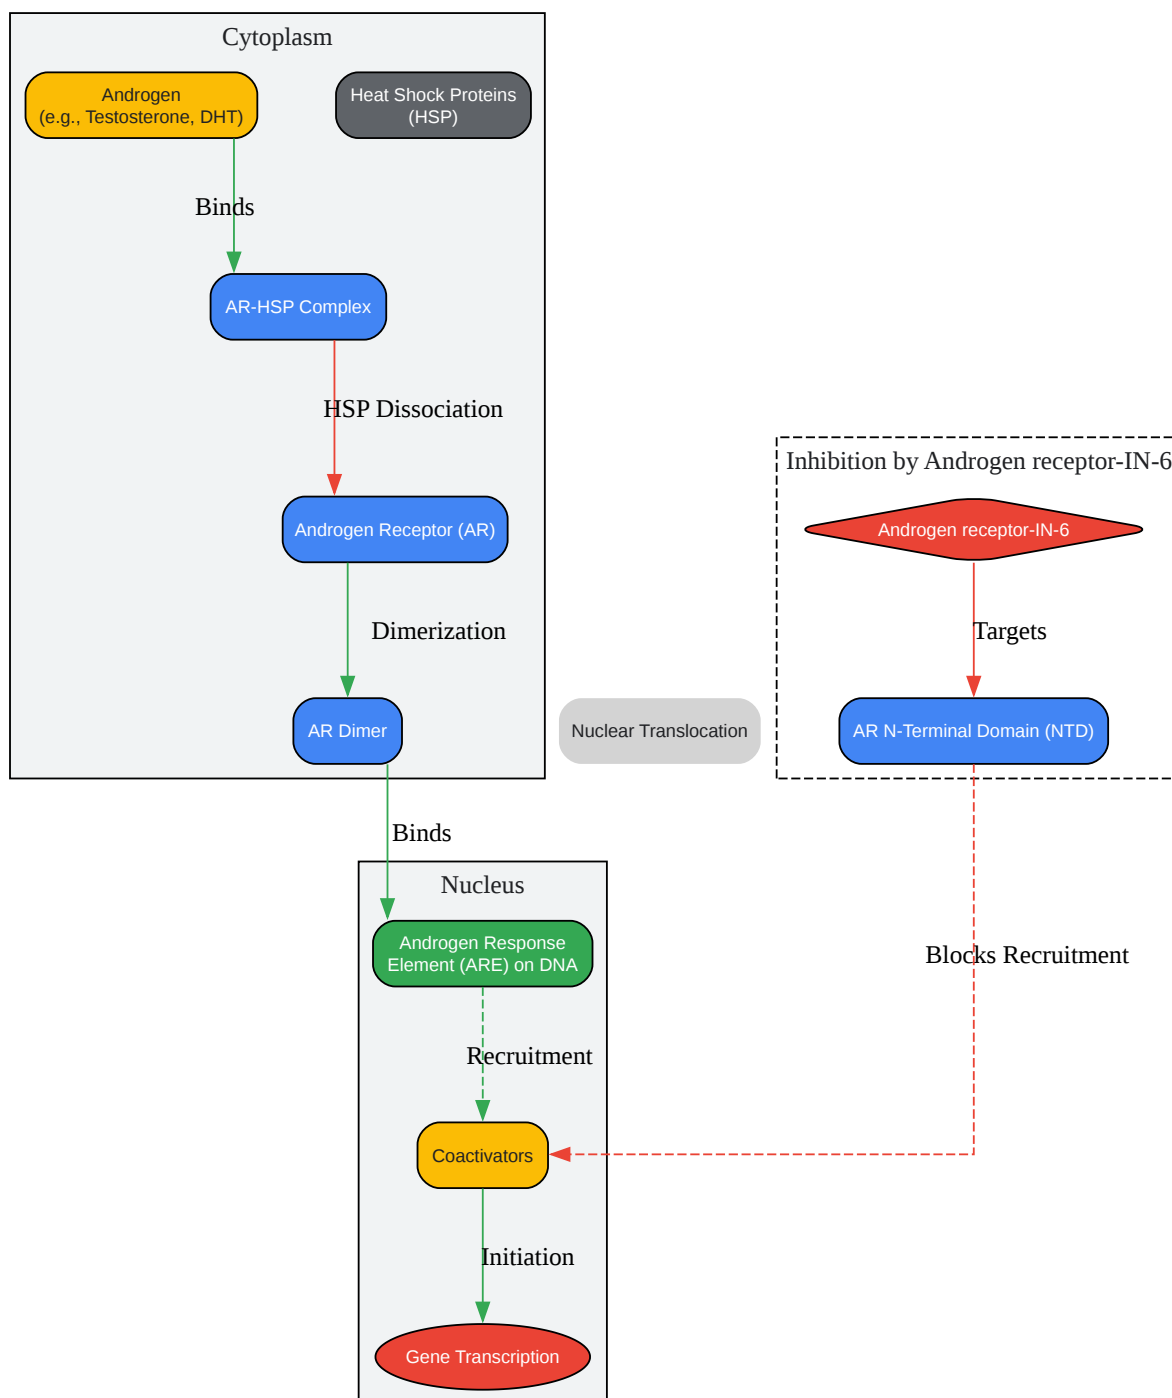 Cytoplasm
Androgen
(e.g., Testosterone, DHT)
Heat Shock Proteins
(HSP)
Binds
AR-HSP Complex
HSP Dissociation
Androgen Receptor (AR)
Dimerization
AR Dimer
Nuclear Translocation
Inhibition by Androgen receptor-IN-6
Androgen receptor-IN-6
Targets
AR N-Terminal Domain (NTD)
Binds
Nucleus
Androgen Response
Element (ARE) on DNA
Blocks Recruitment
Recruitment
Coactivators
Initiation
Gene Transcription